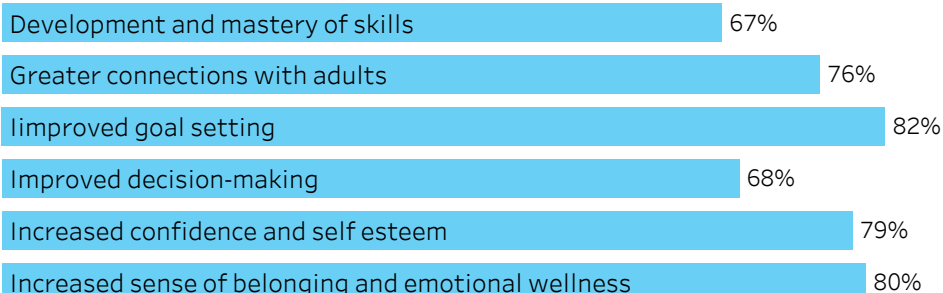 Development and mastery of skills 67%
Greater connections with adults 76%
Iimproved goal setting 82%
Improved decision-making 68%
Increased confidence and self esteem 79%
Increased sense of belonging and emotional wellness 80%